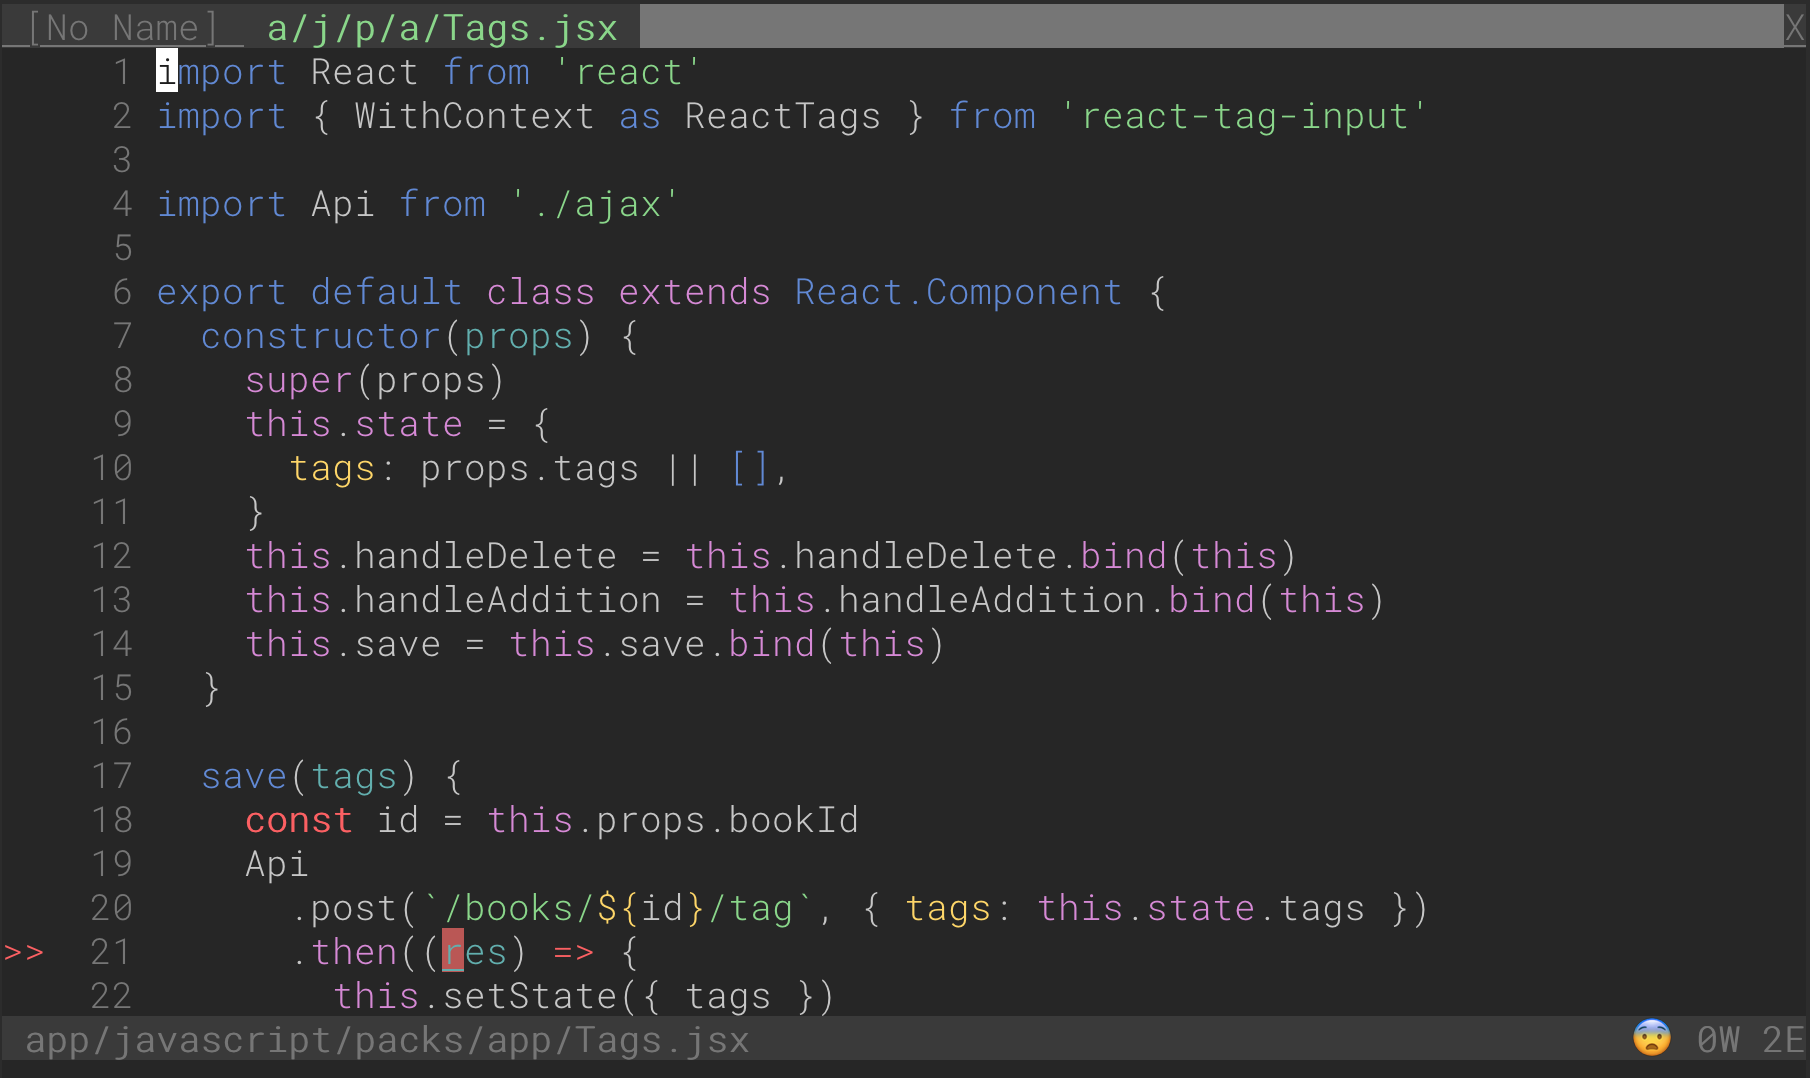 [No Name]  a/j/p/a/Tags.jsx X
1 import React from 'react'
2 import { WithContext as ReactTags } from 'react-tag-input'
3
4 import Api from './ajax'
5
6 export default class extends React.Component {
7   constructor(props) {
8     super(props)
9     this.state = {
10       tags: props.tags || [],
11     }
12     this.handleDelete = this.handleDelete.bind(this)
13     this.handleAddition = this.handleAddition.bind(this)
14     this.save = this.save.bind(this)
15   }
16
17   save(tags) {
18     const id = this.props.bookId
19     Api
20       .post(`/books/${id}/tag`, { tags: this.state.tags })
>> 21       .then((res) => {
22         this.setState({ tags })
app/javascript/packs/app/Tags.jsx 😨 0W 2E